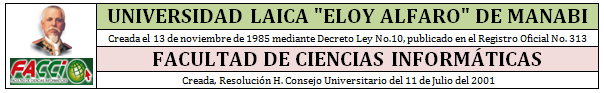 UNIVERSIDAD LAICA "ELOY ALFARO" DE MANABI
Creada el 13 de noviembre de 1985 mediante Decreto Ley No.10, publicado en el Registro Oficial No. 313
FACCI
FACULTAD DE CIENCIAS INFORMÁTICAS
Creada, Resolución H. Consejo Universitario del 11 de Julio del 2001